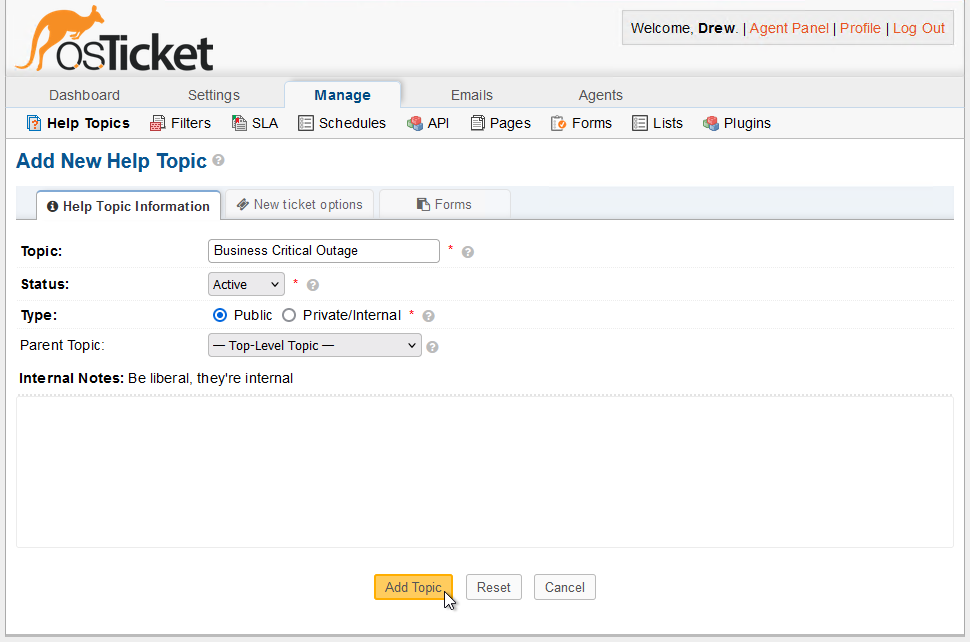 osTicket
Welcome, Drew. | Agent Panel | Profile | Log Out
Dashboard Settings Manage Emails Agents
Help Topics Filters SLA Schedules API Pages Forms Lists Plugins
Add New Help Topic
Help Topic Information New ticket options Forms
Topic: Business Critical Outage *
Status: Active *
Type: Public Private/Internal *
Parent Topic: — Top-Level Topic —
Internal Notes: Be liberal, they're internal
Add Topic Reset Cancel